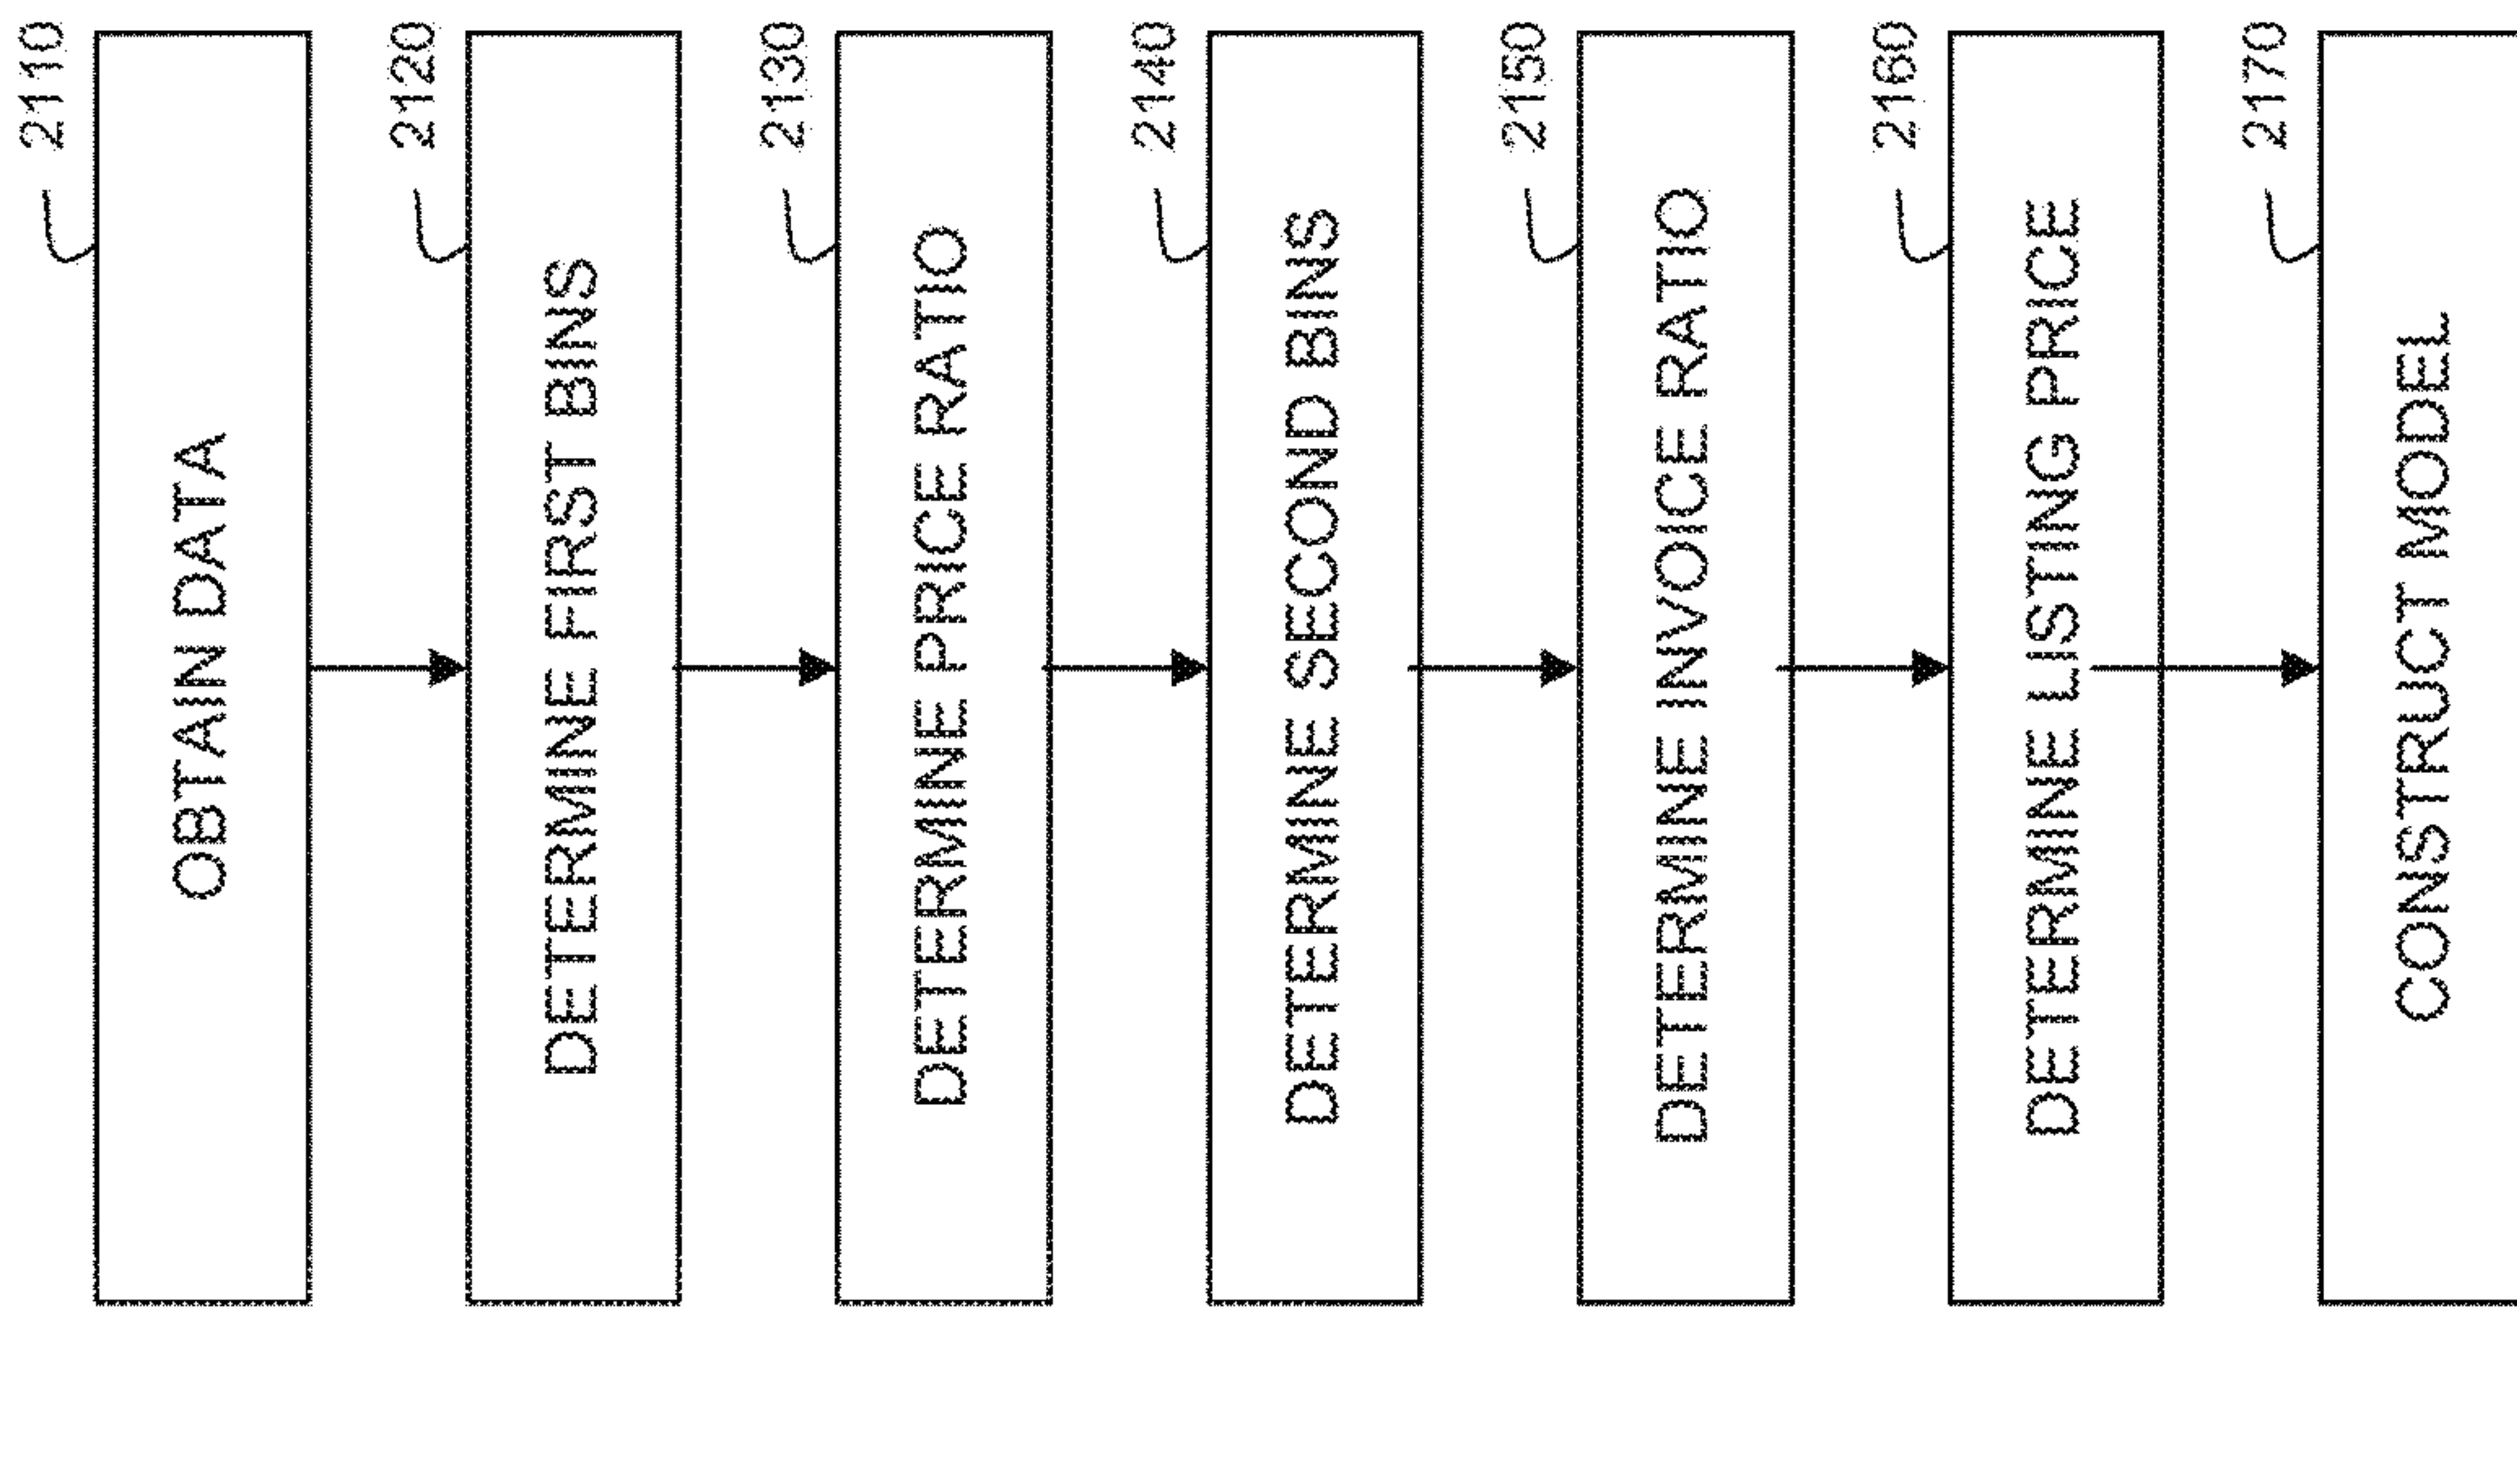 2110
OBTAIN DATA
2120
DETERMINE FIRST BINS
2130
DETERMINE PRICE RATIO
2140
DETERMINE SECOND BINS
2150
DETERMINE INVOICE RATIO
2160
DETERMINE LISTING PRICE
2170
CONSTRUCT MODEL